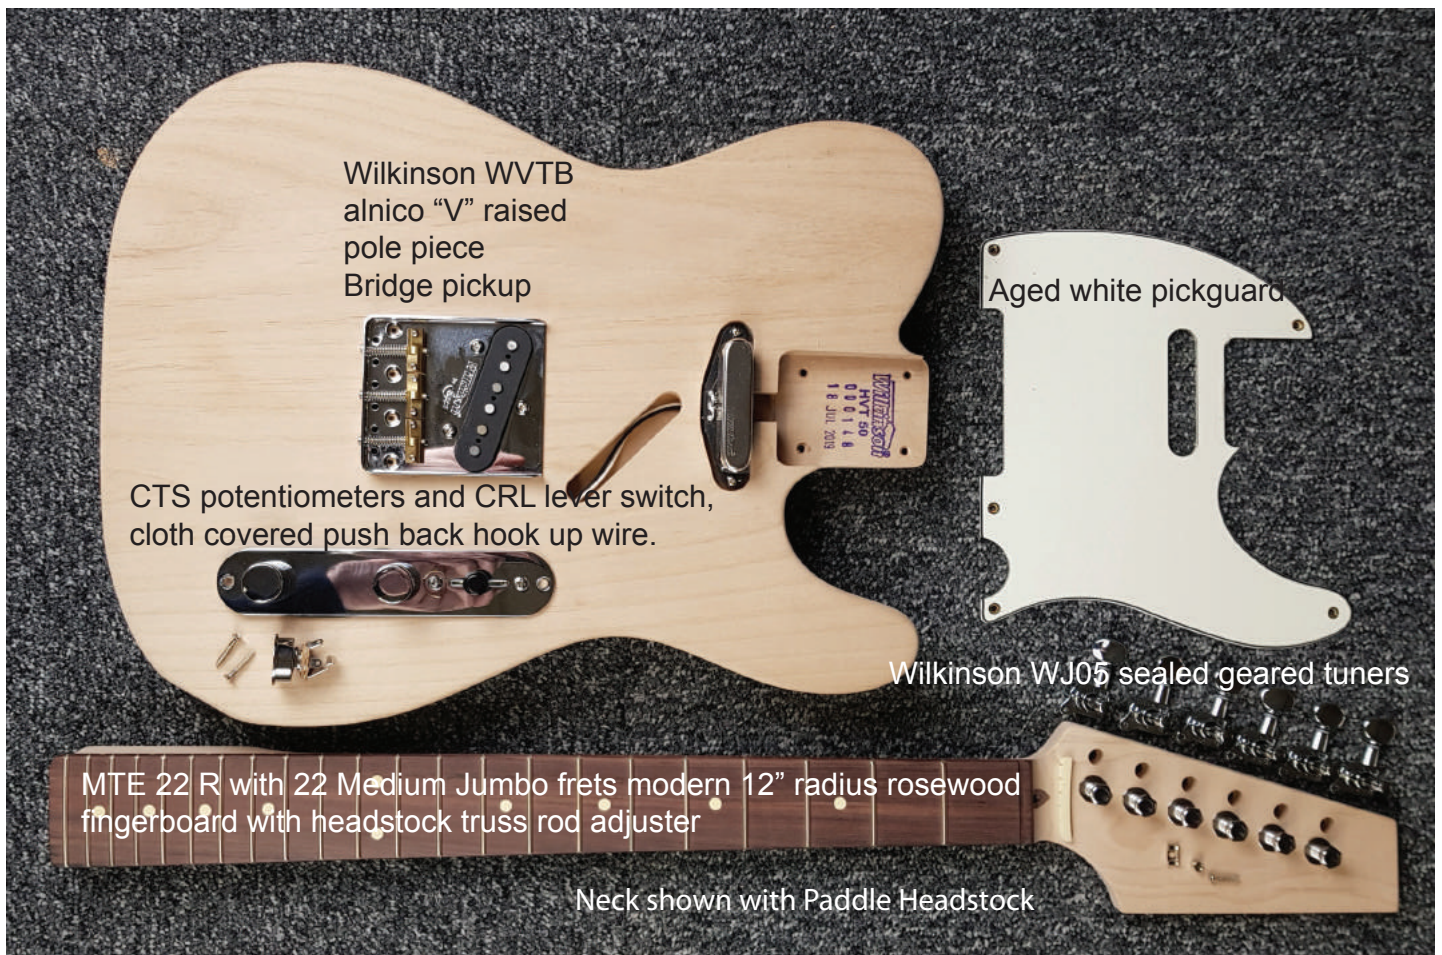 Wilkinson WVTB
alnico “V” raised
pole piece
Bridge pickup
Aged white pickguard
Wilkinson
HVT 50
000148
18 JUL 2019
CTS potentiometers and CRL lever switch,
cloth covered push back hook up wire.
Wilkinson WJ05 sealed geared tuners
MTE 22 R with 22 Medium Jumbo frets modern 12” radius rosewood
fingerboard with headstock truss rod adjuster
Neck shown with Paddle Headstock